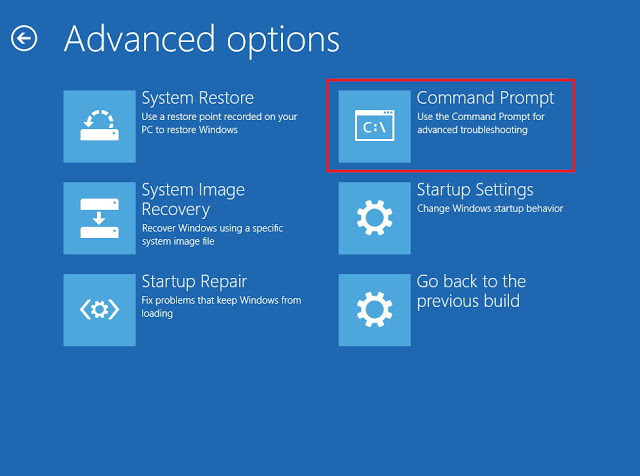 Advanced options
System Restore
Use a restore point recorded on your
PC to restore Windows
Command Prompt
Use the Command Prompt for
advanced troubleshooting
C:\
System Image
Recovery
Recover Windows using a specific
system image file
Startup Settings
Change Windows startup behavior
Startup Repair
Fix problems that keep Windows from
loading
Go back to the
previous build